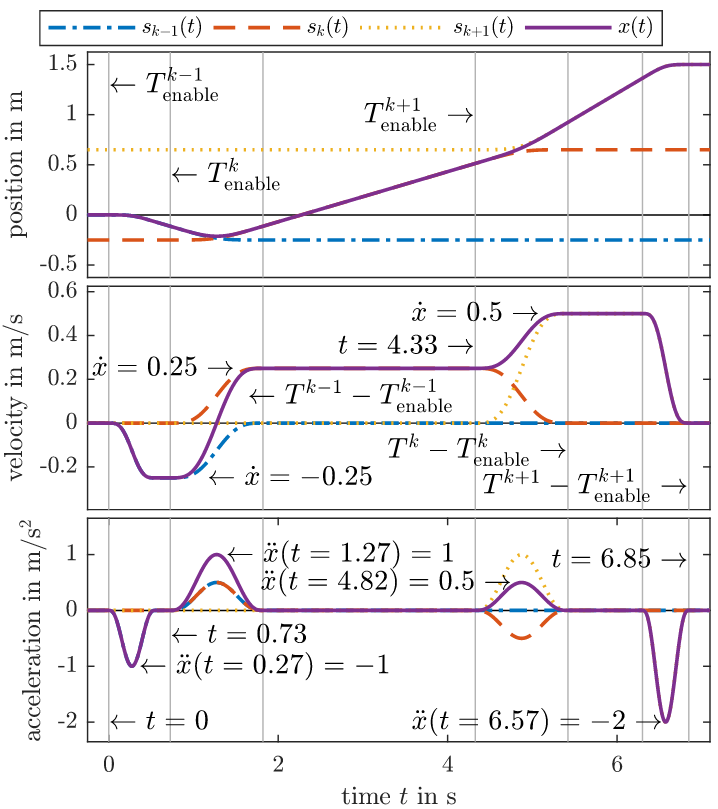 s_{k−1}(t) s_k(t) s_{k+1}(t) x(t)
position in m
1.5
1
0.5
0
-0.5
← T^{k−1}_{enable}
T^{k+1}_{enable} →
← T^k_{enable}
velocity in m/s
0.6
0.4
0.2
0
-0.2
ẋ = 0.5 →
t = 4.33 →
ẋ = 0.25 →
← T^{k−1} − T^{k−1}_{enable}
T^k − T^k_{enable} →
← ẋ = −0.25
T^{k+1} − T^{k+1}_{enable} →
acceleration in m/s²
1
0
-1
-2
← ẍ(t = 1.27) = 1
t = 6.85 →
ẍ(t = 4.82) = 0.5 →
← t = 0.73
← ẍ(t = 0.27) = −1
← t = 0
ẍ(t = 6.57) = −2 →
0 2 4 6
time t in s